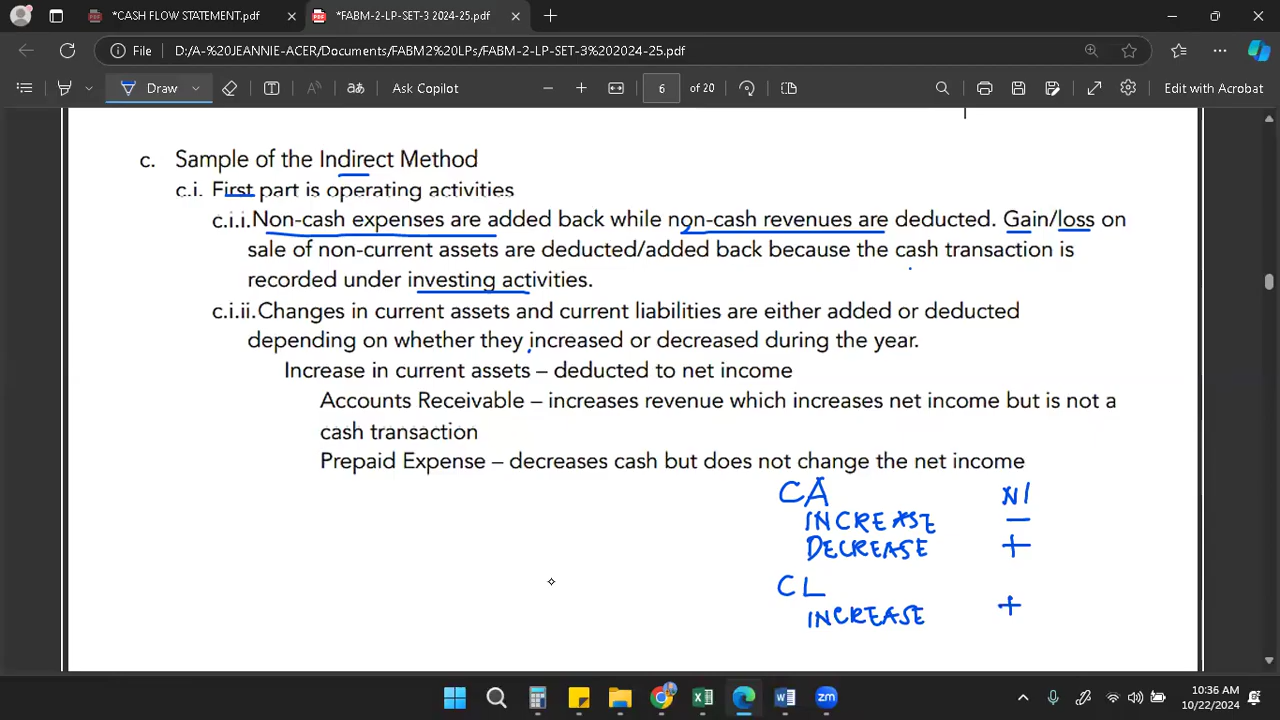 *CASH FLOW STATEMENT.pdf
*FABM-2-LP-SET-3 2024-25.pdf
File
D:/A-%20JEANNIE-ACER/Documents/FABM2%20LPs/FABM-2-LP-SET-3%202024-25.pdf
Draw
Ask Copilot
6
of 20
Edit with Acrobat
c. Sample of the Indirect Method
c.i. First part is operating activities
c.i.i. Non-cash expenses are added back while non-cash revenues are deducted. Gain/loss on
sale of non-current assets are deducted/added back because the cash transaction is
recorded under investing activities.
c.i.ii. Changes in current assets and current liabilities are either added or deducted
depending on whether they increased or decreased during the year.
Increase in current assets – deducted to net income
Accounts Receivable – increases revenue which increases net income but is not a
cash transaction
Prepaid Expense – decreases cash but does not change the net income
CA NI
INCREASE −
DECREASE +
CL
INCREASE +
10:36 AM
10/22/2024